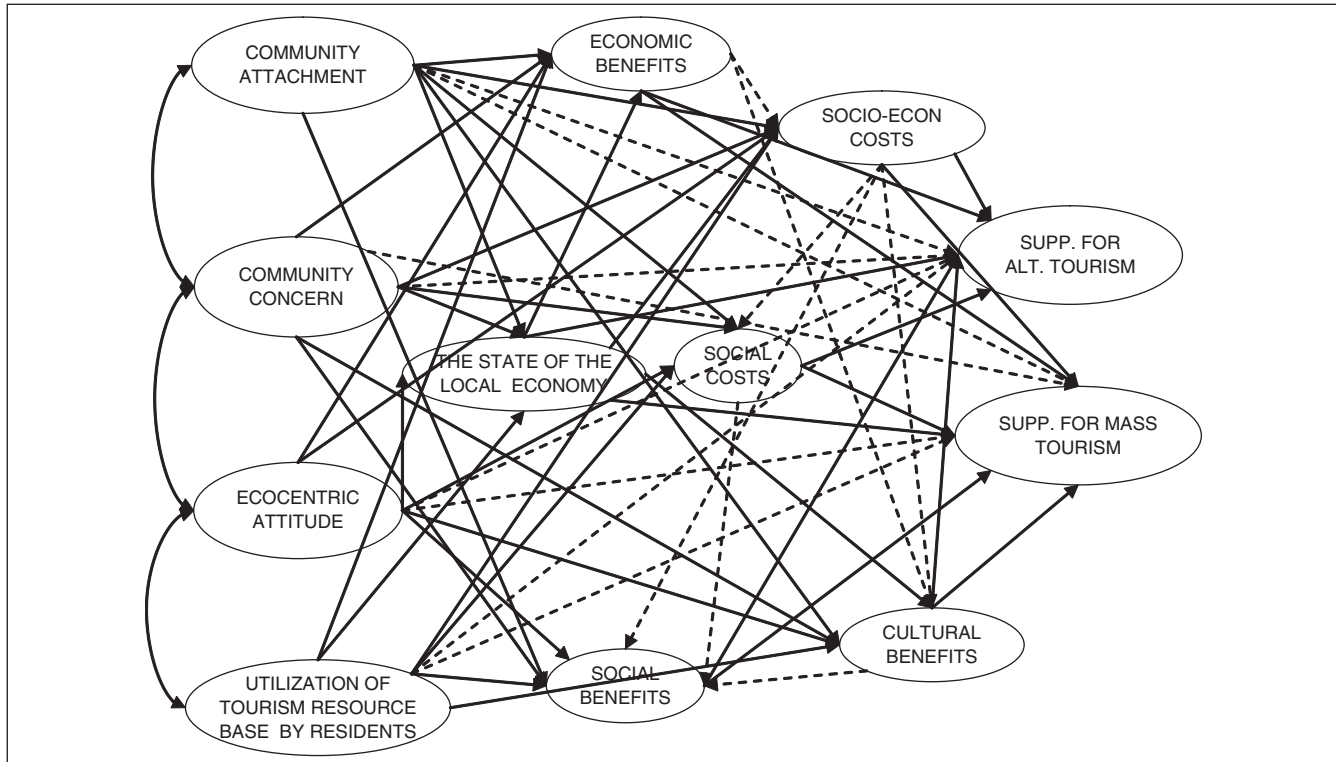 COMMUNITY
ATTACHMENT
ECONOMIC
BENEFITS
SOCIO-ECON
COSTS
SUPP. FOR
ALT. TOURISM
COMMUNITY
CONCERN
THE STATE OF THE
LOCAL ECONOMY
SOCIAL
COSTS
SUPP. FOR MASS
TOURISM
ECOCENTRIC
ATTITUDE
CULTURAL
BENEFITS
UTILIZATION OF
TOURISM RESOURCE
BASE BY RESIDENTS
SOCIAL
BENEFITS